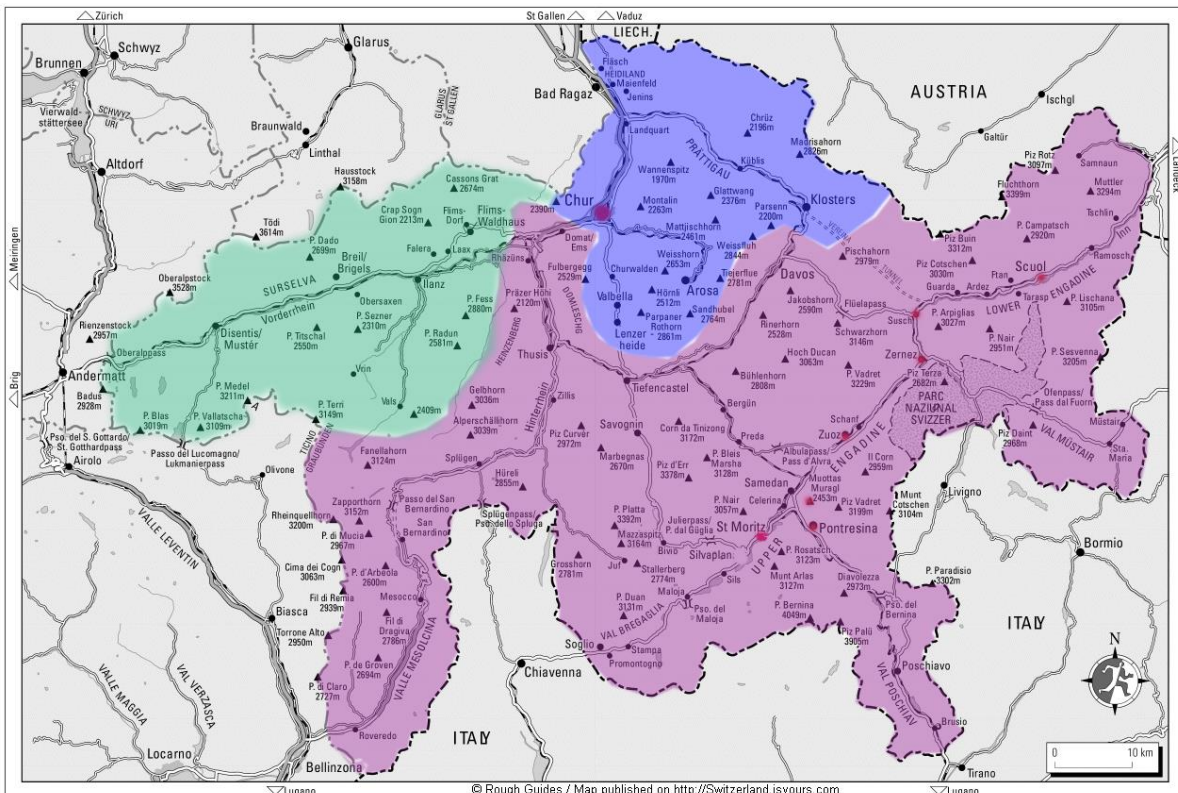 Zürich
St Gallen
Vaduz
LIECH.
Schwyz
Brunnen
Glarus
Fläsch
HEIDILAND
Maienfeld
Jenins
Bad Ragaz
AUSTRIA
Ischgl
Galtür
Vierwald-
stättersee
SCHWYZ
URI
GLARUS
ST GALLEN
Braunwald
Linthal
Altdorf
Landquart
PRÄTTIGAU
Chrüz
2196m
Madrisahorn
2826m
Küblis
Wannenspitz
1970m
Landeck
Samnaun
Piz Rotz
3097m
Muttler
3294m
Fluchthorn
3399m
Tschlin
Inn
Hausstock
3158m
Cassons Grat
2674m
Chur
2390m
Glattwang
2376m
Montalin
2263m
Parsenn
2200m
Klosters
VEREINA
TUNNEL
Mattjischhorn
2461m
Weissfluh
2844m
Tödi
3614m
Crap Sogn
Gion 2213m
Flims-
Dorf
Flims-
Waldhaus
Falera
Laax
Domat/
Ems
Rhäzüns
P. Dado
2699m
Breil/
Brigels
Pischahorn
2979m
Piz Buin
3312m
P. Campatsch
2920m
Ramosch
Piz Cotschen
3030m
Ftan
Scuol
Guarda
Ardez
Tarasp
LOWER
ENGADINE
P. Lischana
3105m
Meiringen
Oberalpstock
3528m
SURSELVA
Vorderrhein
Ilanz
Obersaxen
Fulbergegg
2529m
Churwalden
Weisshorn
2653m
Tiejerflue
2781m
Davos
Hörnli
2512m
Arosa
Valbella
Parpaner
Rothorn
2861m
Sandhubel
2764m
Lenzer
heide
Jakobshorn
2590m
Flüelapass
Susch
Rinerhorn
2528m
Schwarzhorn
3146m
P. Arpiglias
3027m
P. Nair
2951m
P. Sesvenna
3205m
Präzer Höhi
2120m
DOMLESCHG
HEINZENBERG
P. Fess
2880m
P. Sezner
2310m
P. Radun
2581m
Rienzenstock
2957m
Oberalppass
Disentis/
Mustér
P. Titschal
2550m
Vrin
Vals
Andermatt
Brig
Badus
2928m
P. Medel
3211m
P. Blas
3019m
P. Vallatscha
3109m
P. Terri
3149m
2409m
Thusis
Tiefencastel
Hoch Ducan
3063m
Bühlenhorn
2808m
P. Vadret
3229m
Zernez
Piz Terza
2682m
PARC
NAZIUNAL
SVIZZER
Ofenpass/
Pass dal Fuorn
VAL MÜSTAIR
Müstair
Sta.
Maria
Piz Daint
2968m
Gelbhorn
3036m
Alperschällihorn
3039m
Zillis
Hinterrhein
Piz Curvér
2972m
Savognin
Bergün
Corn da Tinizong
3172m
Preda
Schanf
Zuoz
ENGADINE
Albulapass/
Pass d'Alvra
Il Corn
2959m
Pso. del S. Gottardo/
St. Gotthardpass
Airolo
Passo del Lucomagno/
Lukmanierpass
TICINO
GRAUBÜNDEN
Olivone
Fanellahorn
3124m
Splügen
Marbegnas
2670m
Piz d'Err
3378m
P. Bleis
Marsha
3128m
Samedan
Muottas
Muragl
2453m
Celerina
Piz Vadret
3199m
Munt
Cotschen
3104m
Livigno
Zapporthorn
3152m
Passo del San
Bernardino
Hüreli
2855m
Splügenpass/
Pso. dello Spluga
San
Bernardino
Rheinquellhorn
3200m
P. di Mucia
2967m
P. Platta
3392m
Mazzaspitz
3164m
P. Nair
3057m
Julierpass/
P. dal Güglia
St Moritz
Pontresina
Bivio
Silvaplan.
UPPER
Bormio
VALLE LEVENTIN
Cima dei Cogn
3063m
P. d'Arbeola
2600m
Grosshorn
2781m
Juf
Stallerberg
2774m
Sils
P. Rosatsch
3123m
Munt Arlas
3127m
Diavolezza
2973m
P. Paradisio
3302m
Fil di Remia
2939m
Mesocco
Biasca
Torrone Alto
2950m
Fil di
Dragiva
2786m
P. Duan
3131m
Maloja
Pso. del
Maloja
P. Bernina
4049m
Pso. del
Bernina
Piz Palü
3905m
VAL BREGAGLIA
Soglio
Stampa
Promontogno
ITALY
VALLE MAGGIA
VAL VERZASCA
P. de Groven
2694m
P. di Claro
2727m
VALLE MESOLCINA
Chiavenna
Poschiavo
VAL POSCHIAV
Brusio
N
Roveredo
ITALY
Locarno
Bellinzona
Tirano
0 10 km
Lugano
© Rough Guides / Map published on http://Switzerland.isyours.com
Lugano